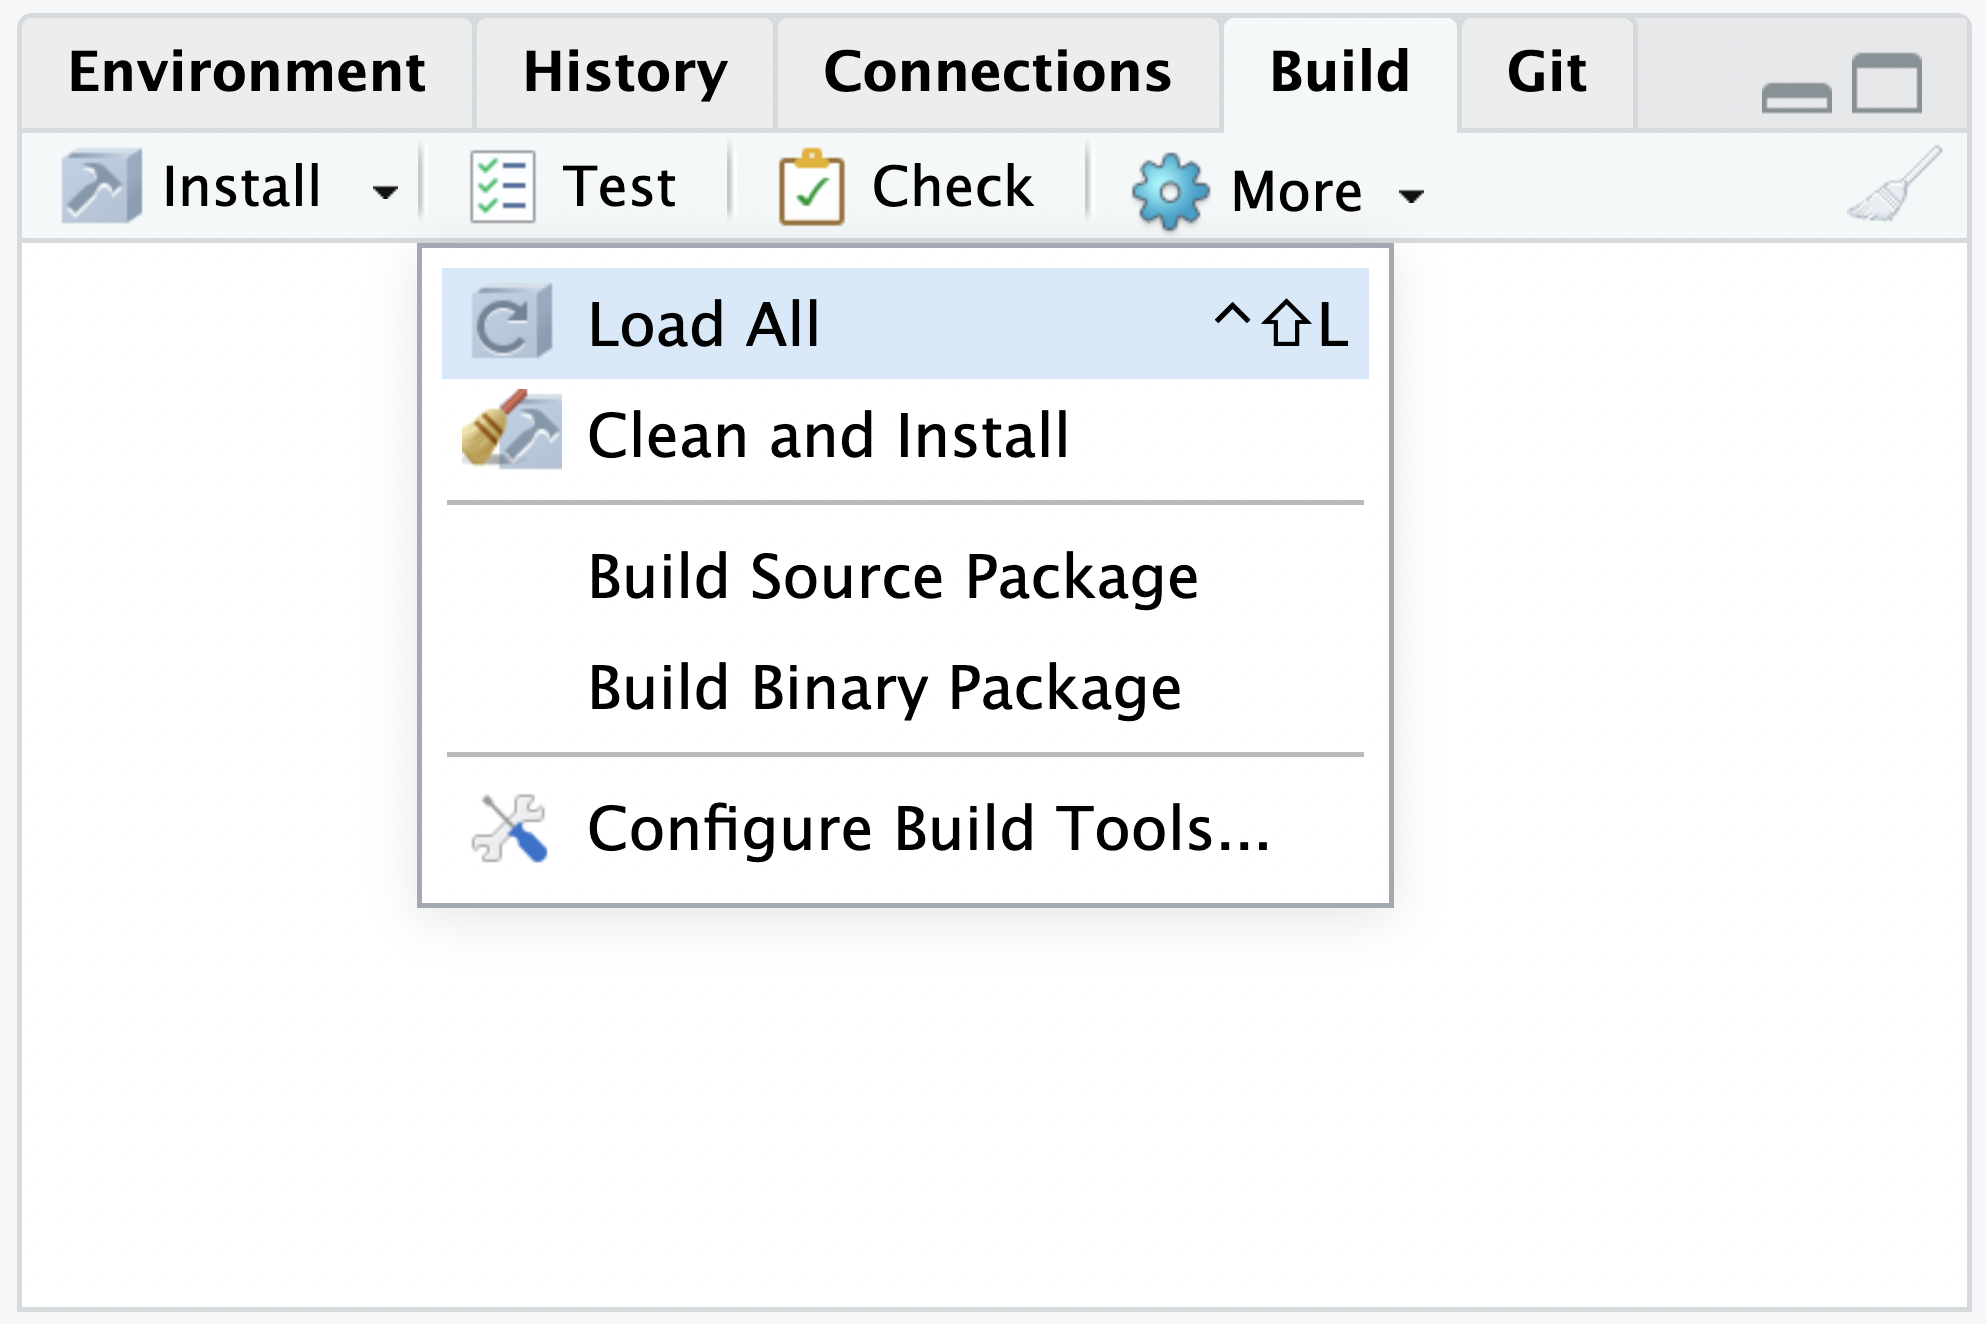 Environment History Connections Build Git
Install Test Check More
Load All ^⇧L
Clean and Install
Build Source Package
Build Binary Package
Configure Build Tools...